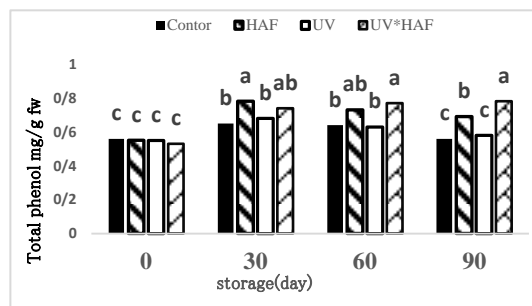 Contor HAF UV UV*HAF
Total phenol mg/g fw
1
0/8
0/6
0/4
0/2
0
c c c c
b a b ab
b ab b a
c b c a
0 30 60 90
storage(day)